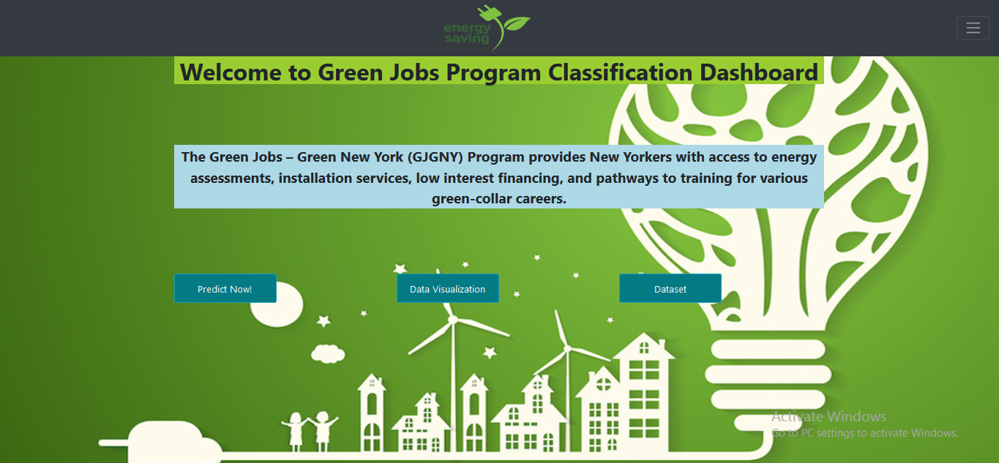 energy
saving
Welcome to Green Jobs Program Classification Dashboard
The Green Jobs – Green New York (GJGNY) Program provides New Yorkers with access to energy
assessments, installation services, low interest financing, and pathways to training for various
green-collar careers.
Predict Now!
Data Visualization
Dataset
Activate Windows
Go to PC settings to activate Windows.